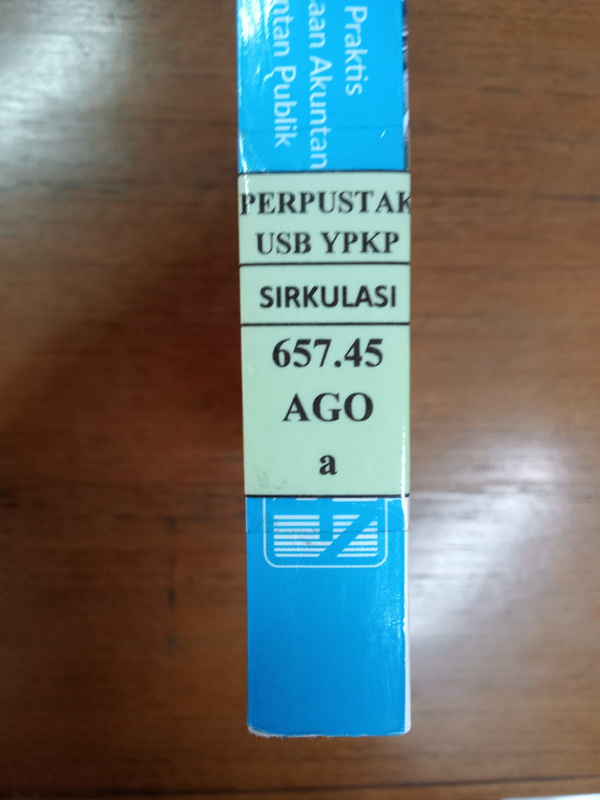 Praktis
aan Akuntan
ntan Publik
PERPUSTAK
USB YPKP
SIRKULASI
657.45
AGO
a